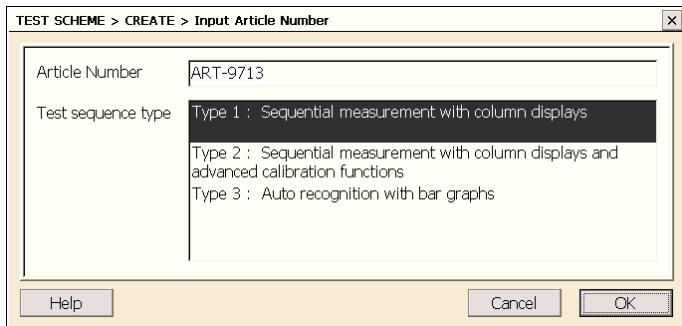 TEST SCHEME > CREATE > Input Article Number
Article Number ART-9713
Test sequence type Type 1 : Sequential measurement with column displays
Type 2 : Sequential measurement with column displays and
advanced calibration functions
Type 3 : Auto recognition with bar graphs
Help Cancel OK